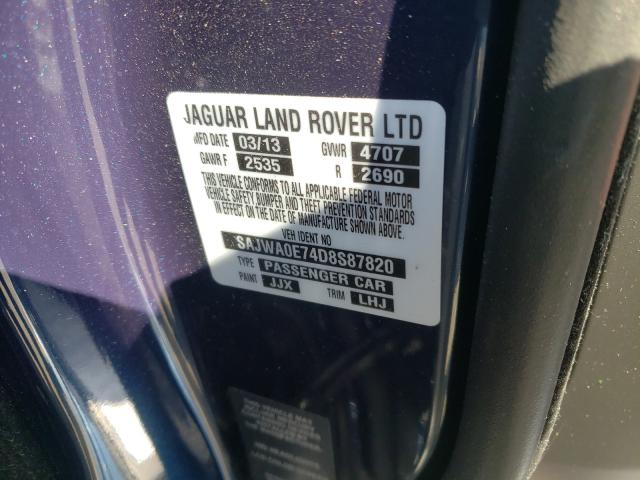 JAGUAR LAND ROVER LTD
MFD DATE 03/13 GVWR 4707
GAWR F 2535 R 2690
THIS VEHICLE CONFORMS TO ALL APPLICABLE FEDERAL MOTOR
VEHICLE SAFETY BUMPER AND THEFT PREVENTION STANDARDS
IN EFFECT ON THE DATE OF MANUFACTURE SHOWN ABOVE.
VEH IDENT NO
SAJWA0E74D8S87820
TYPE PASSENGER CAR
PAINT JJX TRIM LHJ